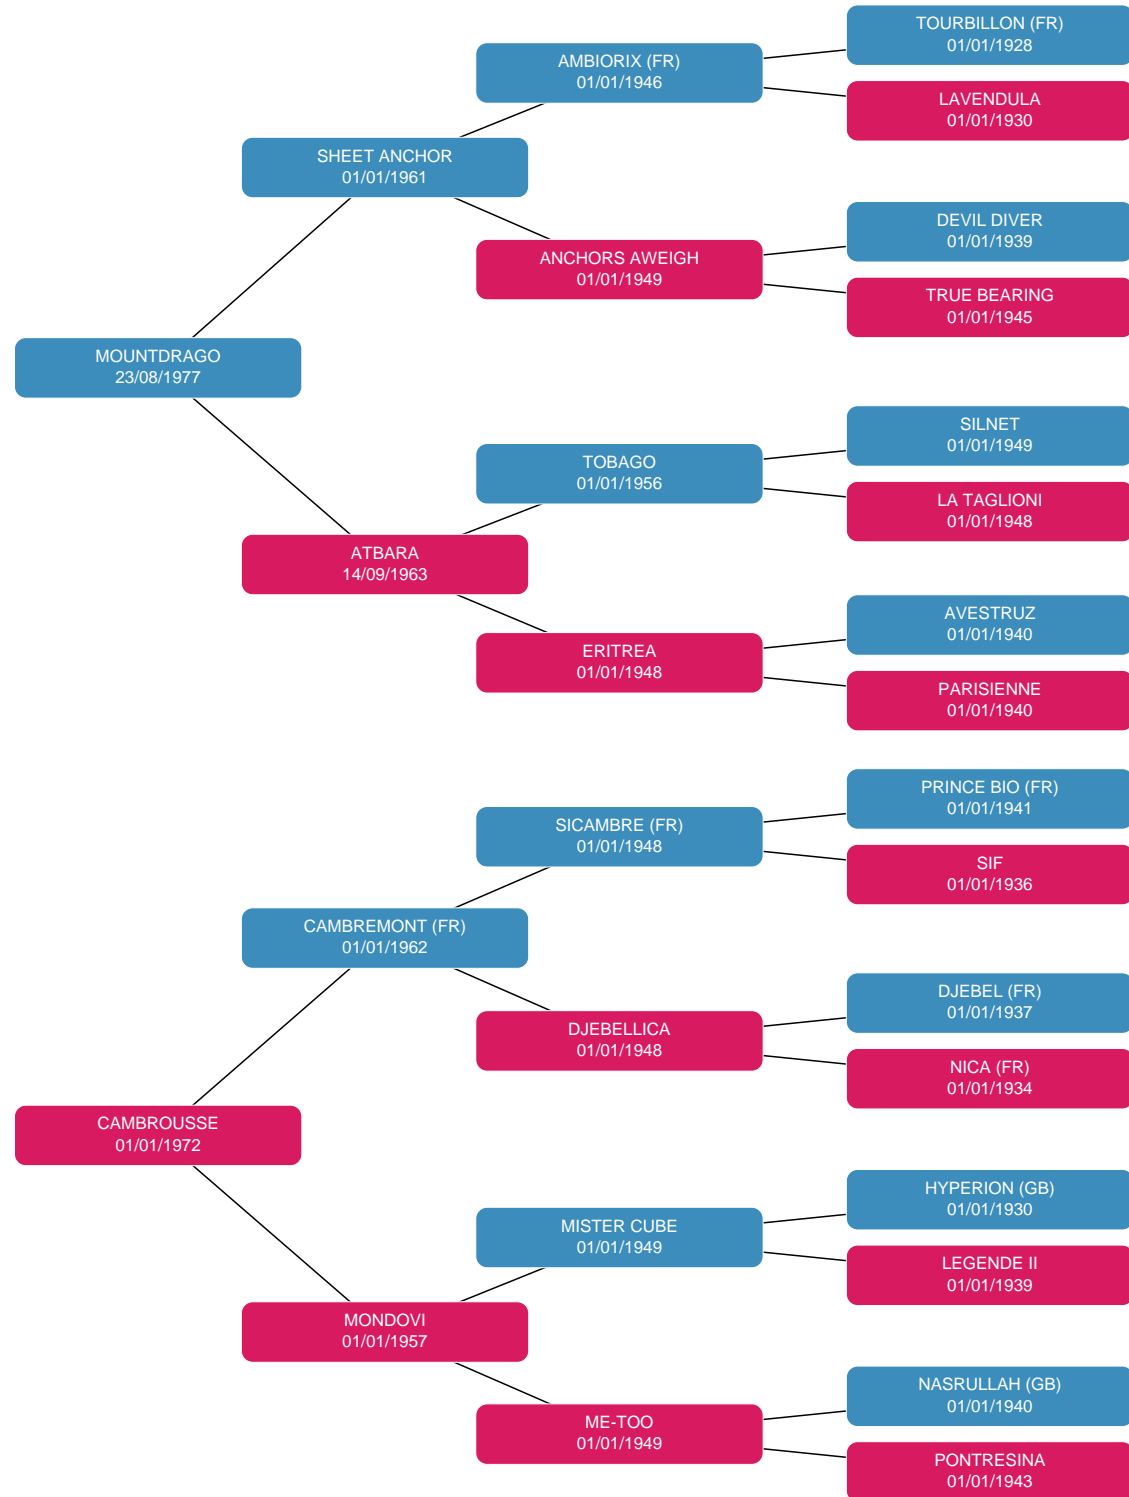 TOURBILLON (FR)
01/01/1928
AMBIORIX (FR)
01/01/1946
LAVENDULA
01/01/1930
SHEET ANCHOR
01/01/1961
DEVIL DIVER
01/01/1939
ANCHORS AWEIGH
01/01/1949
TRUE BEARING
01/01/1945
MOUNTDRAGO
23/08/1977
SILNET
01/01/1949
TOBAGO
01/01/1956
LA TAGLIONI
01/01/1948
ATBARA
14/09/1963
AVESTRUZ
01/01/1940
ERITREA
01/01/1948
PARISIENNE
01/01/1940
PRINCE BIO (FR)
01/01/1941
SICAMBRE (FR)
01/01/1948
SIF
01/01/1936
CAMBREMONT (FR)
01/01/1962
DJEBEL (FR)
01/01/1937
DJEBELLICA
01/01/1948
NICA (FR)
01/01/1934
CAMBROUSSE
01/01/1972
HYPERION (GB)
01/01/1930
MISTER CUBE
01/01/1949
LEGENDE II
01/01/1939
MONDOVI
01/01/1957
NASRULLAH (GB)
01/01/1940
ME-TOO
01/01/1949
PONTRESINA
01/01/1943